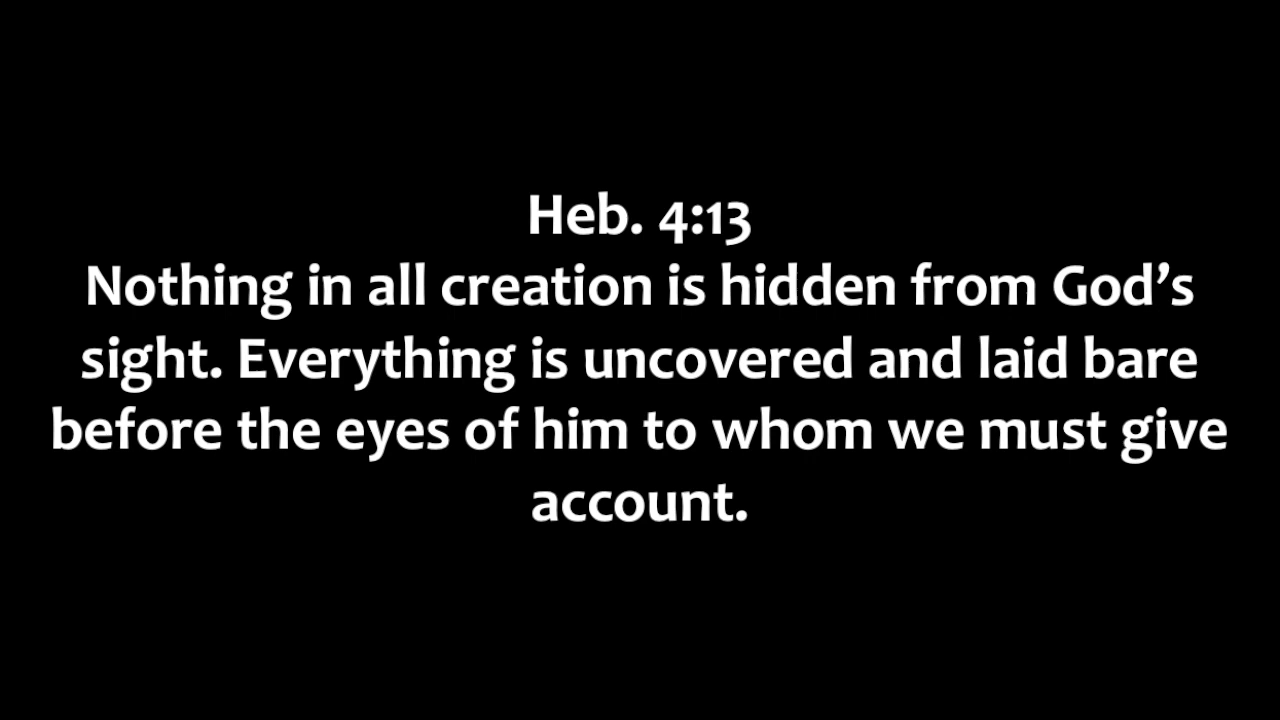 Heb. 4:13
Nothing in all creation is hidden from God’s
sight. Everything is uncovered and laid bare
before the eyes of him to whom we must give
account.